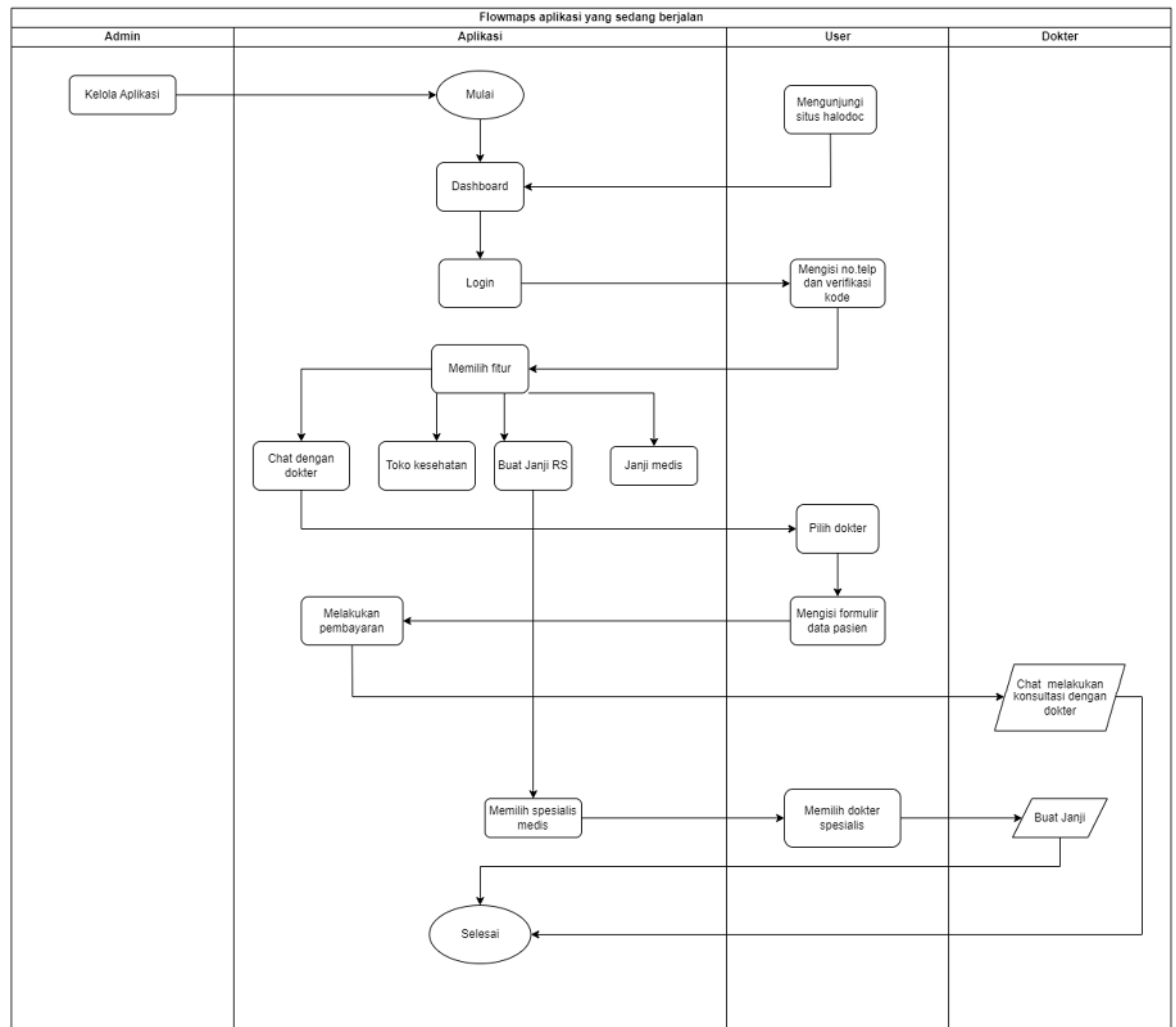 Flowmaps aplikasi yang sedang berjalan
Admin
Aplikasi
User
Dokter
Kelola Aplikasi
Mulai
Mengunjungi
situs halodoc
Dashboard
Login
Mengisi no.telp
dan verifikasi
kode
Memilih fitur
Chat dengan
dokter
Toko kesehatan
Buat Janji RS
Janji medis
Pilih dokter
Melakukan
pembayaran
Mengisi formulir
data pasien
Chat melakukan
konsultasi dengan
dokter
Memilih spesialis
medis
Memilih dokter
spesialis
Buat Janji
Selesai